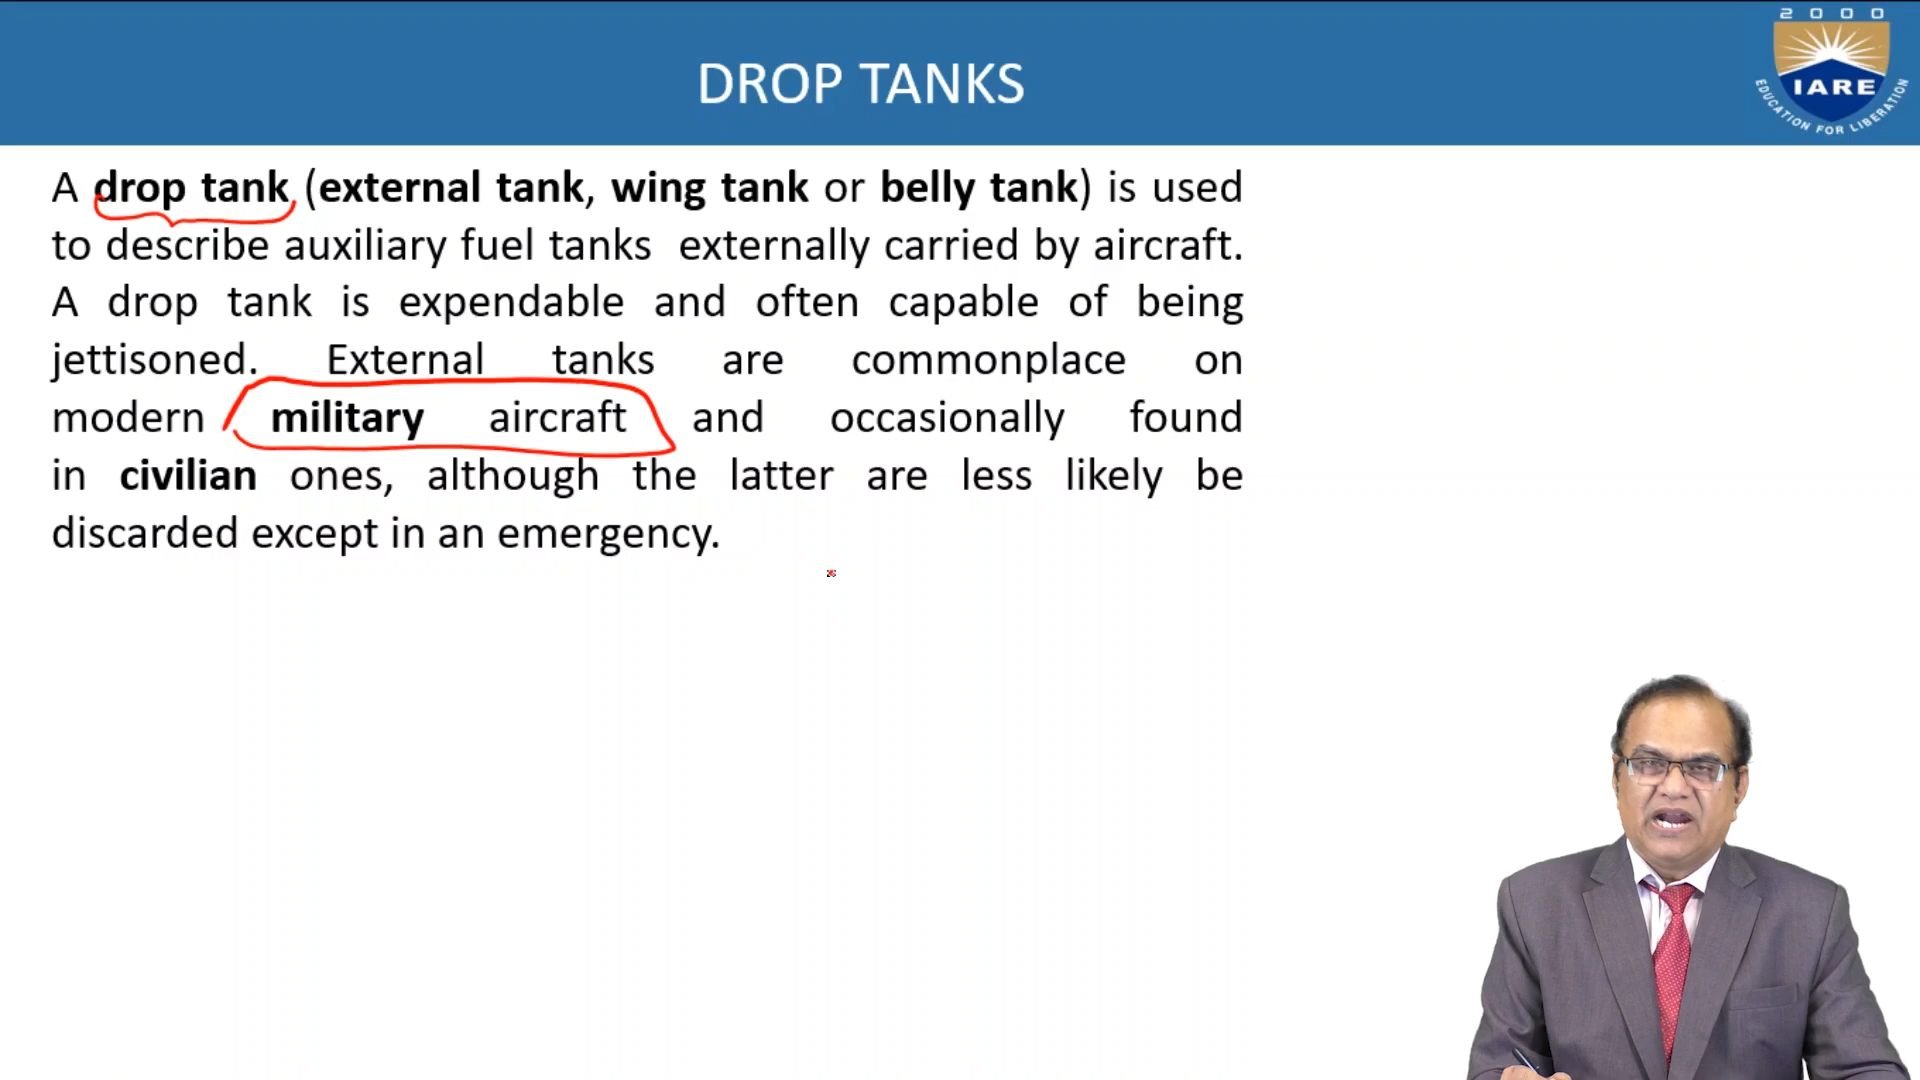 2000
DROP TANKS
IARE
EDUCATION FOR LIBERATION
A drop tank (external tank, wing tank or belly tank) is used
to describe auxiliary fuel tanks externally carried by aircraft.
A drop tank is expendable and often capable of being
jettisoned. External tanks are commonplace on
modern military aircraft and occasionally found
in civilian ones, although the latter are less likely be
discarded except in an emergency.